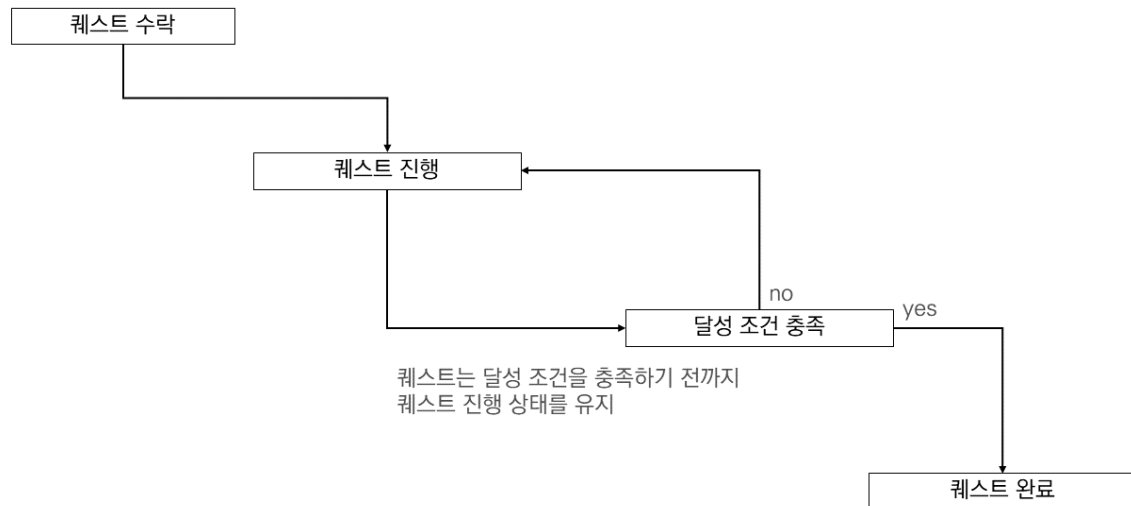 퀘스트 수락
퀘스트 진행
no
yes
달성 조건 충족
퀘스트는 달성 조건을 충족하기 전까지
퀘스트 진행 상태를 유지
퀘스트 완료